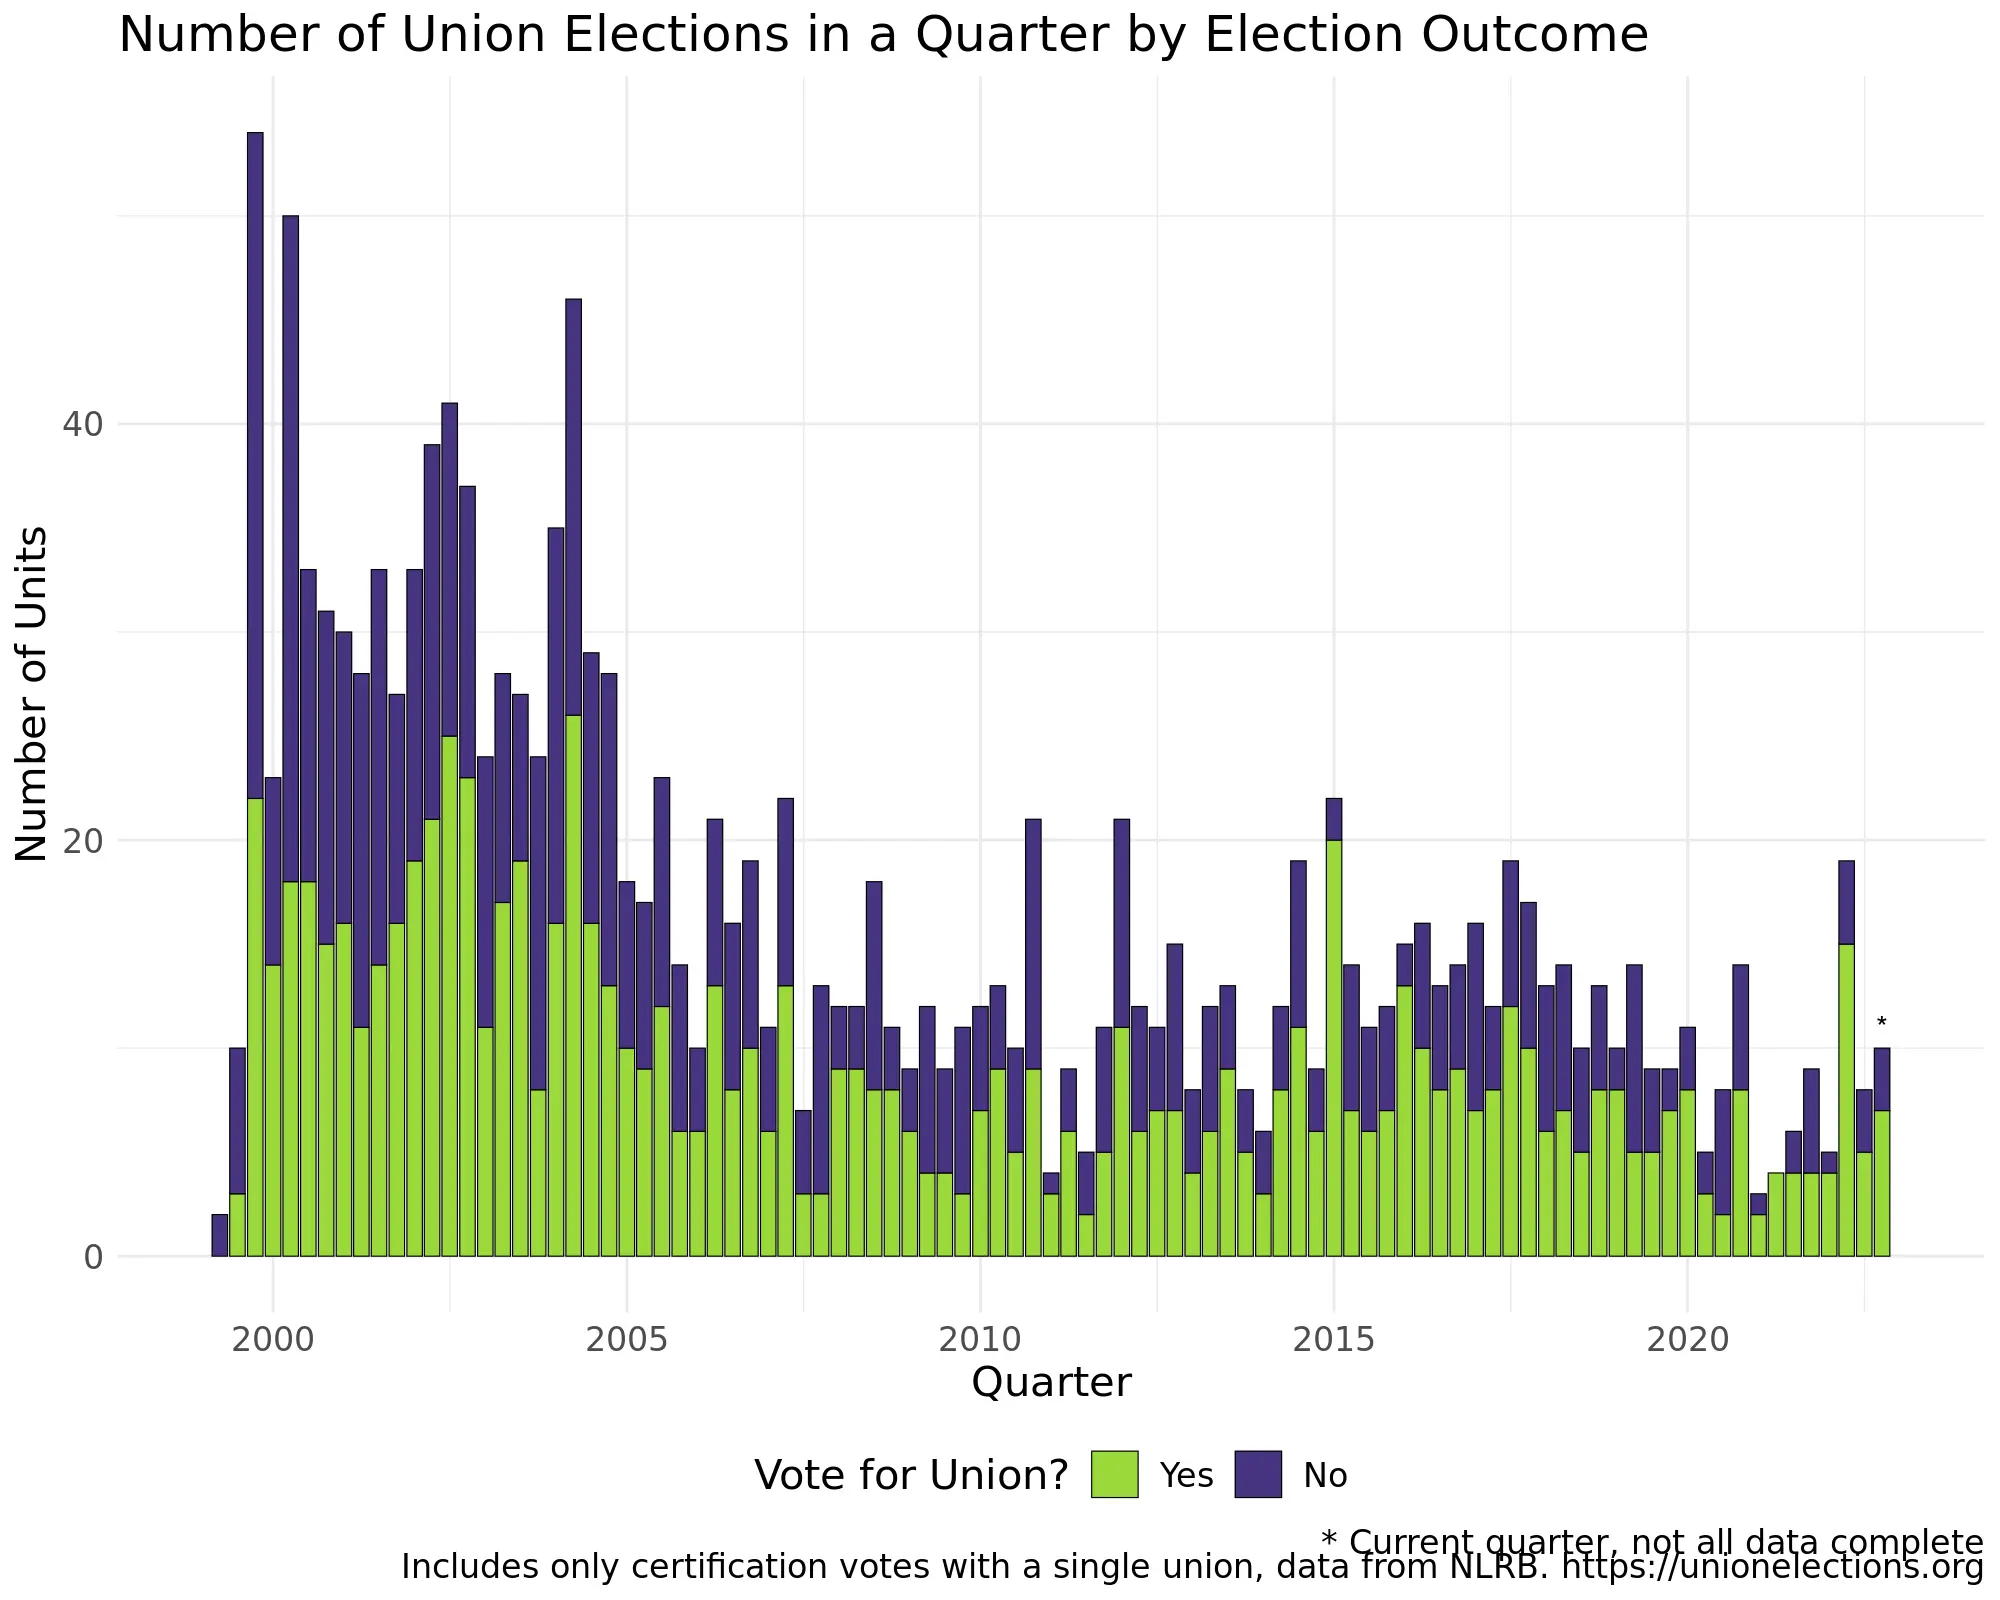 Number of Union Elections in a Quarter by Election Outcome
Number of Units
40
20
0
*
2000 2005 2010 2015 2020
Quarter
Vote for Union? Yes No
* Current quarter, not all data complete
Includes only certification votes with a single union, data from NLRB. https://unionelections.org